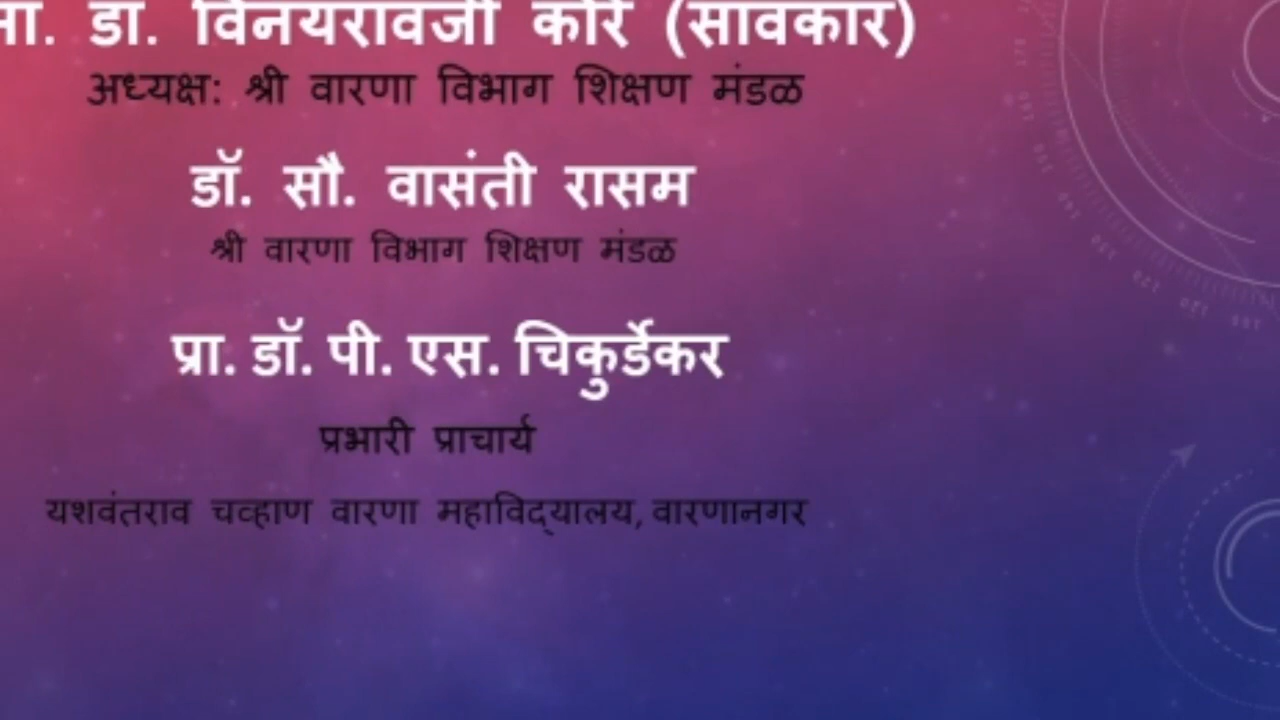 मा. डॉ. विनयरावजी कोरे (सावकार)
अध्यक्ष: श्री वारणा विभाग शिक्षण मंडळ
डॉ. सौ. वासंती रासम
श्री वारणा विभाग शिक्षण मंडळ
प्रा. डॉ. पी. एस. चिकुर्डेकर
प्रभारी प्राचार्य
यशवंतराव चव्हाण वारणा महाविद्यालय, वारणानगर